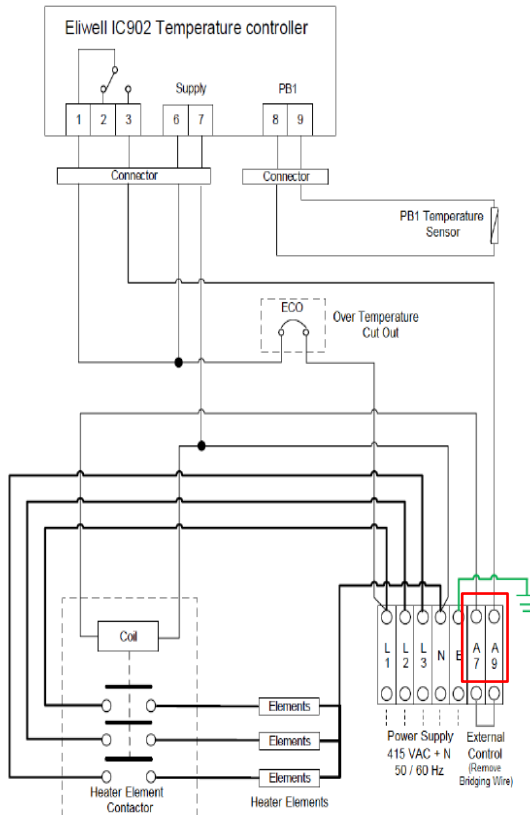 Eliwell IC902 Temperature controller
Supply
PB1
1
2
3
6
7
8
9
Connector
Connector
PB1 Temperature
Sensor
ECO
Over Temperature
Cut Out
Coil
L
1
L
2
L
3
N
E
A
7
A
9
Elements
Elements
Elements
Power Supply
415 VAC + N
50 / 60 Hz
External
Control
(Remove
Bridging Wire)
Heater Element
Contactor
Heater Elements